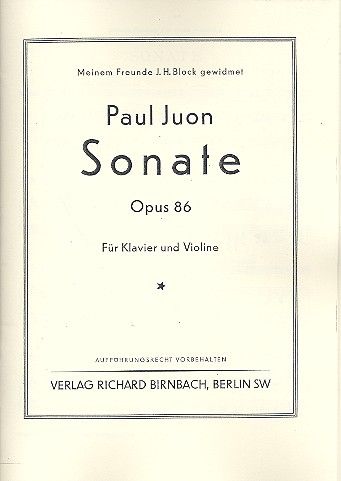 Meinem Freunde J. H. Block gewidmet
Paul Juon
Sonate
Opus 86
Für Klavier und Violine
AUFFÜHRUNGSRECHT VORBEHALTEN
VERLAG RICHARD BIRNBACH, BERLIN SW